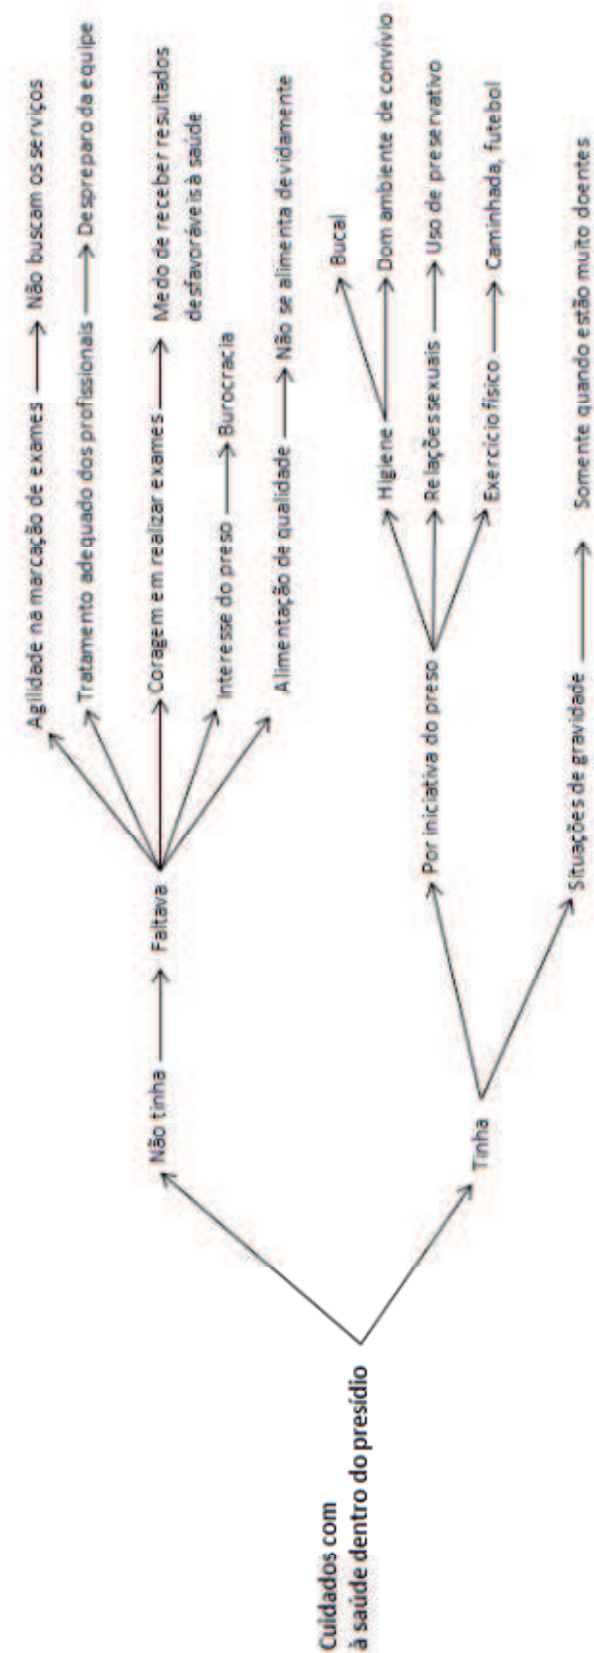 Cuidados com
à saúde dentro do presídio
Não tinha
Faltava
Agilidade na marcação de exames
Não buscam os serviços
Tratamento adequado dos profissionais
Despreparo da equipe
Coragem em realizar exames
Medo de receber resultados
desfavoráveis à saúde
Interesse do preso
Burocracia
Alimentação de qualidade
Não se alimenta devidamente
Tinha
Por iniciativa do preso
Higiene
Bucal
Dom ambiente de convívio
Relações sexuais
Uso de preservativo
Exercício físico
Caminhada, futebol
Situações de gravidade
Somente quando estão muito doentes